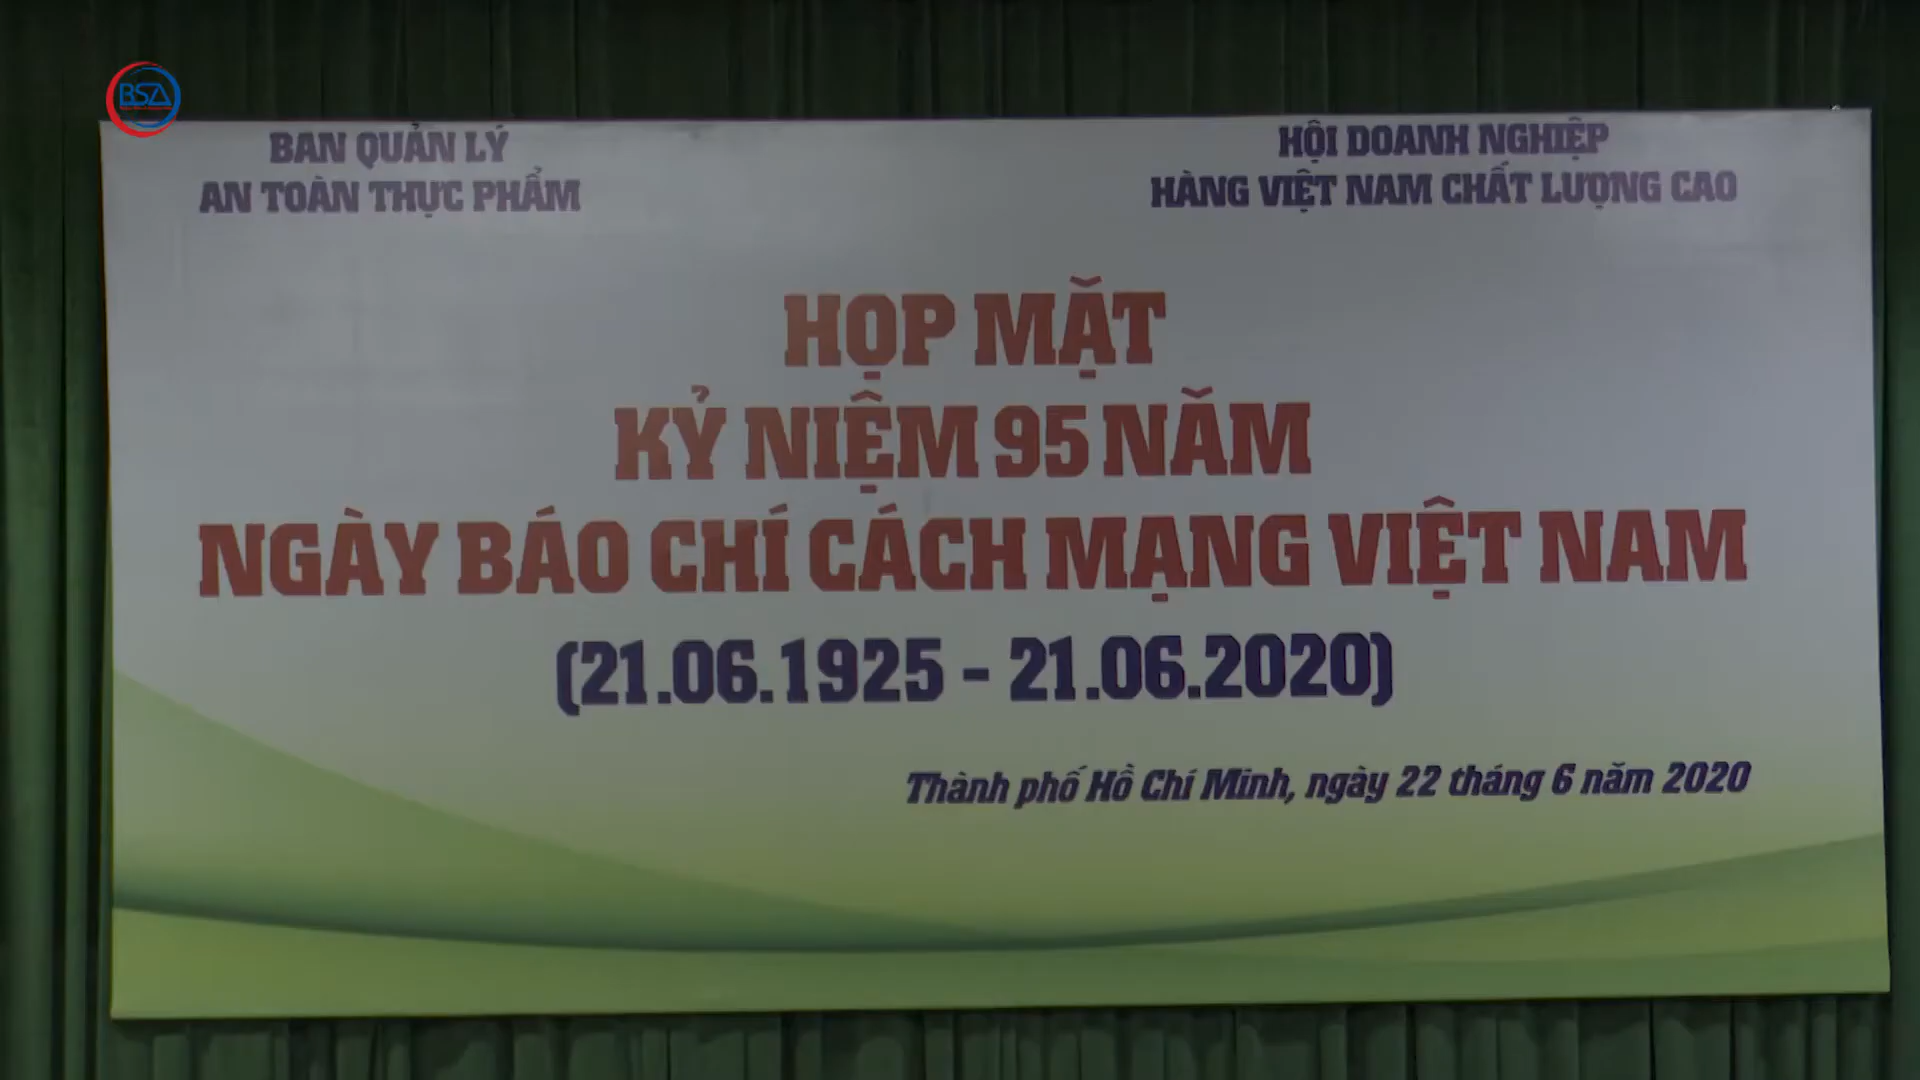 BSA
BAN QUẢN LÝ
AN TOÀN THỰC PHẨM
HỘI DOANH NGHIỆP
HÀNG VIỆT NAM CHẤT LƯỢNG CAO
HỌP MẶT
KỶ NIỆM 95 NĂM
NGÀY BÁO CHÍ CÁCH MẠNG VIỆT NAM
(21.06.1925 - 21.06.2020)
Thành phố Hồ Chí Minh, ngày 22 tháng 6 năm 2020